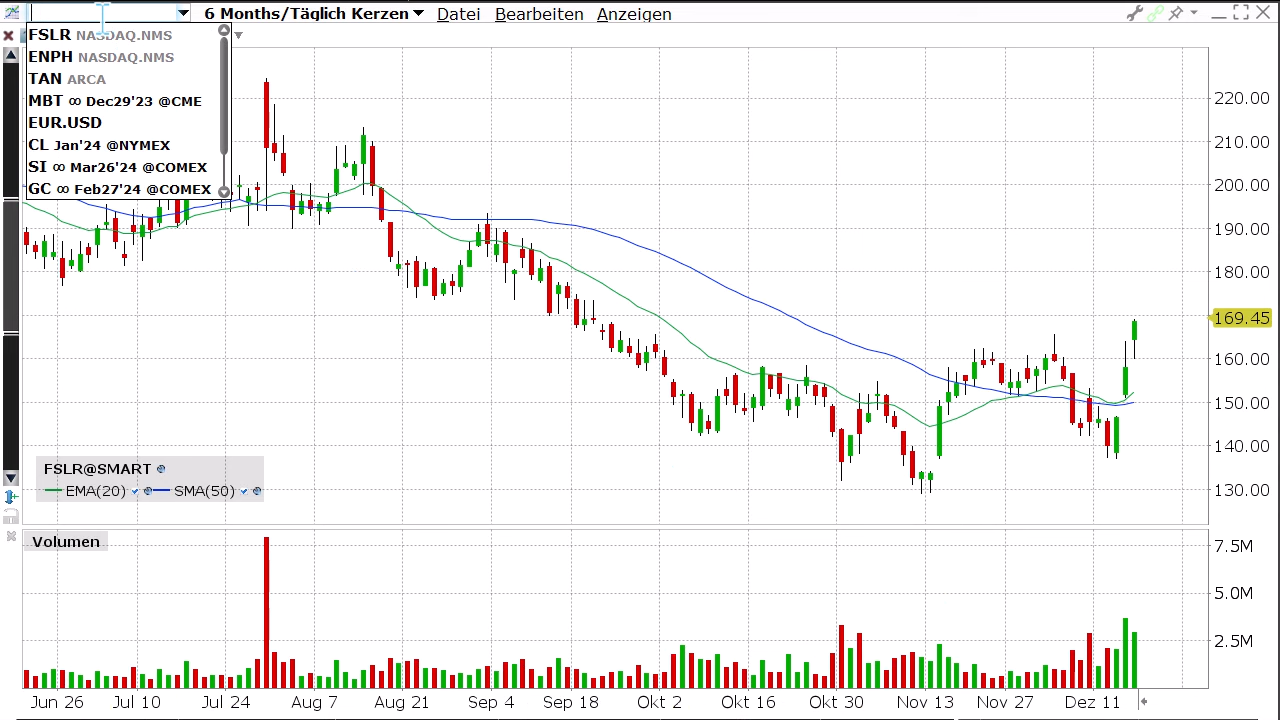 6 Months/Täglich Kerzen Datei Bearbeiten Anzeigen
FSLR NASDAQ.NMS
ENPH NASDAQ.NMS
TAN ARCA
MBT ∞ Dec29'23 @CME
EUR.USD
CL Jan'24 @NYMEX
SI ∞ Mar26'24 @COMEX
GC ∞ Feb27'24 @COMEX
220.00
210.00
200.00
190.00
180.00
169.45
160.00
150.00
140.00
130.00
FSLR@SMART
EMA(20) SMA(50)
Volumen
7.5M
5.0M
2.5M
Jun 26 Jul 10 Jul 24 Aug 7 Aug 21 Sep 4 Sep 18 Okt 2 Okt 16 Okt 30 Nov 13 Nov 27 Dez 11